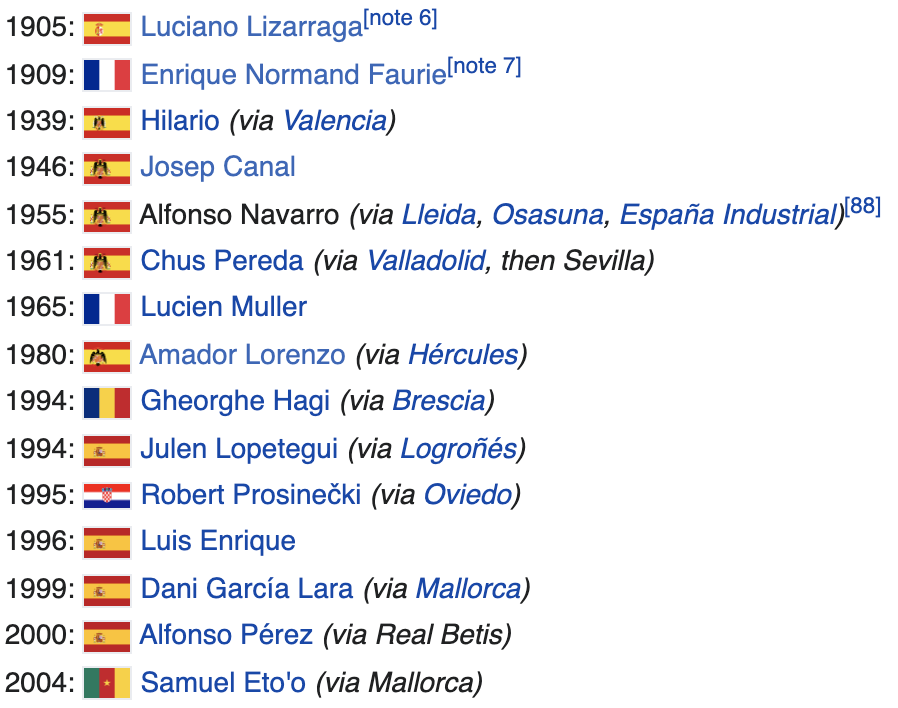 1905: Luciano Lizarraga[note 6]
1909: Enrique Normand Faurie[note 7]
1939: Hilario (via Valencia)
1946: Josep Canal
1955: Alfonso Navarro (via Lleida, Osasuna, España Industrial)[88]
1961: Chus Pereda (via Valladolid, then Sevilla)
1965: Lucien Muller
1980: Amador Lorenzo (via Hércules)
1994: Gheorghe Hagi (via Brescia)
1994: Julen Lopetegui (via Logroñés)
1995: Robert Prosinečki (via Oviedo)
1996: Luis Enrique
1999: Dani García Lara (via Mallorca)
2000: Alfonso Pérez (via Real Betis)
2004: Samuel Eto'o (via Mallorca)